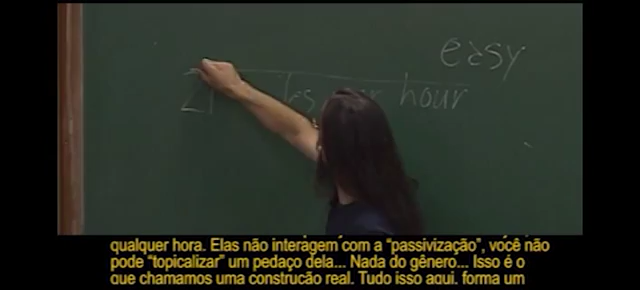 easy
hour
qualquer hora. Elas não interagem com a “passivização”, você não
pode “topicalizar” um pedaço dela... Nada do gênero... Isso é o
que chamamos uma construção real. Tudo isso aqui, forma um